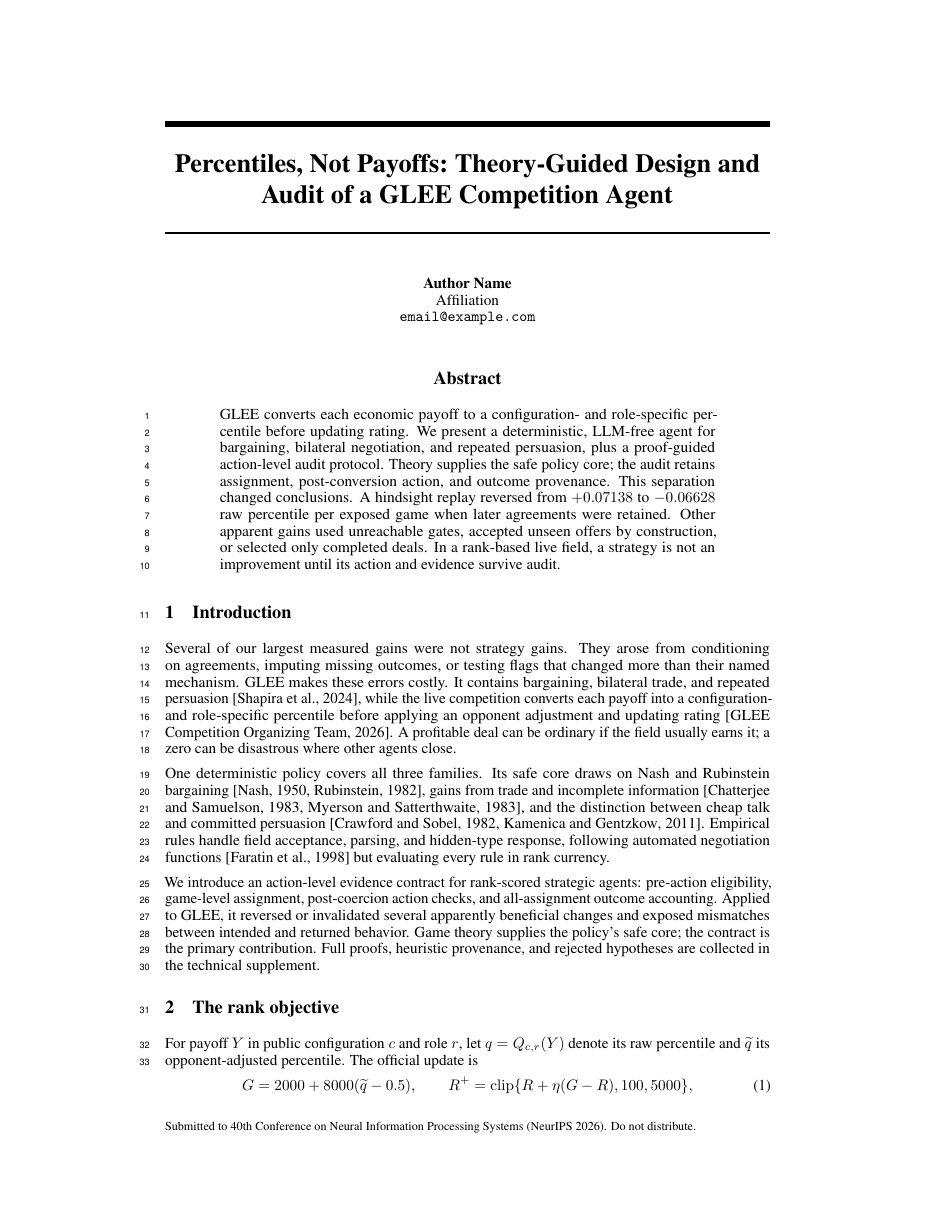 Percentiles, Not Payoffs: Theory-Guided Design and
Audit of a GLEE Competition Agent
Author Name
Affiliation
email@example.com
Abstract
1 GLEE converts each economic payoff to a configuration- and role-specific per-
2 centile before updating rating. We present a deterministic, LLM-free agent for
3 bargaining, bilateral negotiation, and repeated persuasion, plus a proof-guided
4 action-level audit protocol. Theory supplies the safe policy core; the audit retains
5 assignment, post-conversion action, and outcome provenance. This separation
6 changed conclusions. A hindsight replay reversed from +0.07138 to −0.06628
7 raw percentile per exposed game when later agreements were retained. Other
8 apparent gains used unreachable gates, accepted unseen offers by construction,
9 or selected only completed deals. In a rank-based live field, a strategy is not an
10 improvement until its action and evidence survive audit.
11 1 Introduction
12 Several of our largest measured gains were not strategy gains. They arose from conditioning
13 on agreements, imputing missing outcomes, or testing flags that changed more than their named
14 mechanism. GLEE makes these errors costly. It contains bargaining, bilateral trade, and repeated
15 persuasion [Shapira et al., 2024], while the live competition converts each payoff into a configuration-
16 and role-specific percentile before applying an opponent adjustment and updating rating [GLEE
17 Competition Organizing Team, 2026]. A profitable deal can be ordinary if the field usually earns it; a
18 zero can be disastrous where other agents close.
19 One deterministic policy covers all three families. Its safe core draws on Nash and Rubinstein
20 bargaining [Nash, 1950, Rubinstein, 1982], gains from trade and incomplete information [Chatterjee
21 and Samuelson, 1983, Myerson and Satterthwaite, 1983], and the distinction between cheap talk
22 and committed persuasion [Crawford and Sobel, 1982, Kamenica and Gentzkow, 2011]. Empirical
23 rules handle field acceptance, parsing, and hidden-type response, following automated negotiation
24 functions [Faratin et al., 1998] but evaluating every rule in rank currency.
25 We introduce an action-level evidence contract for rank-scored strategic agents: pre-action eligibility,
26 game-level assignment, post-coercion action checks, and all-assignment outcome accounting. Applied
27 to GLEE, it reversed or invalidated several apparently beneficial changes and exposed mismatches
28 between intended and returned behavior. Game theory supplies the policy's safe core; the contract is
29 the primary contribution. Full proofs, heuristic provenance, and rejected hypotheses are collected in
30 the technical supplement.
31 2 The rank objective
32 For payoff Y in public configuration c and role r, let q = Q_{c,r}(Y) denote its raw percentile and q̃ its
33 opponent-adjusted percentile. The official update is
G = 2000 + 8000(q̃ − 0.5), R⁺ = clip{R + η(G − R), 100, 5000}, (1)
Submitted to 40th Conference on Neural Information Processing Systems (NeurIPS 2026). Do not distribute.